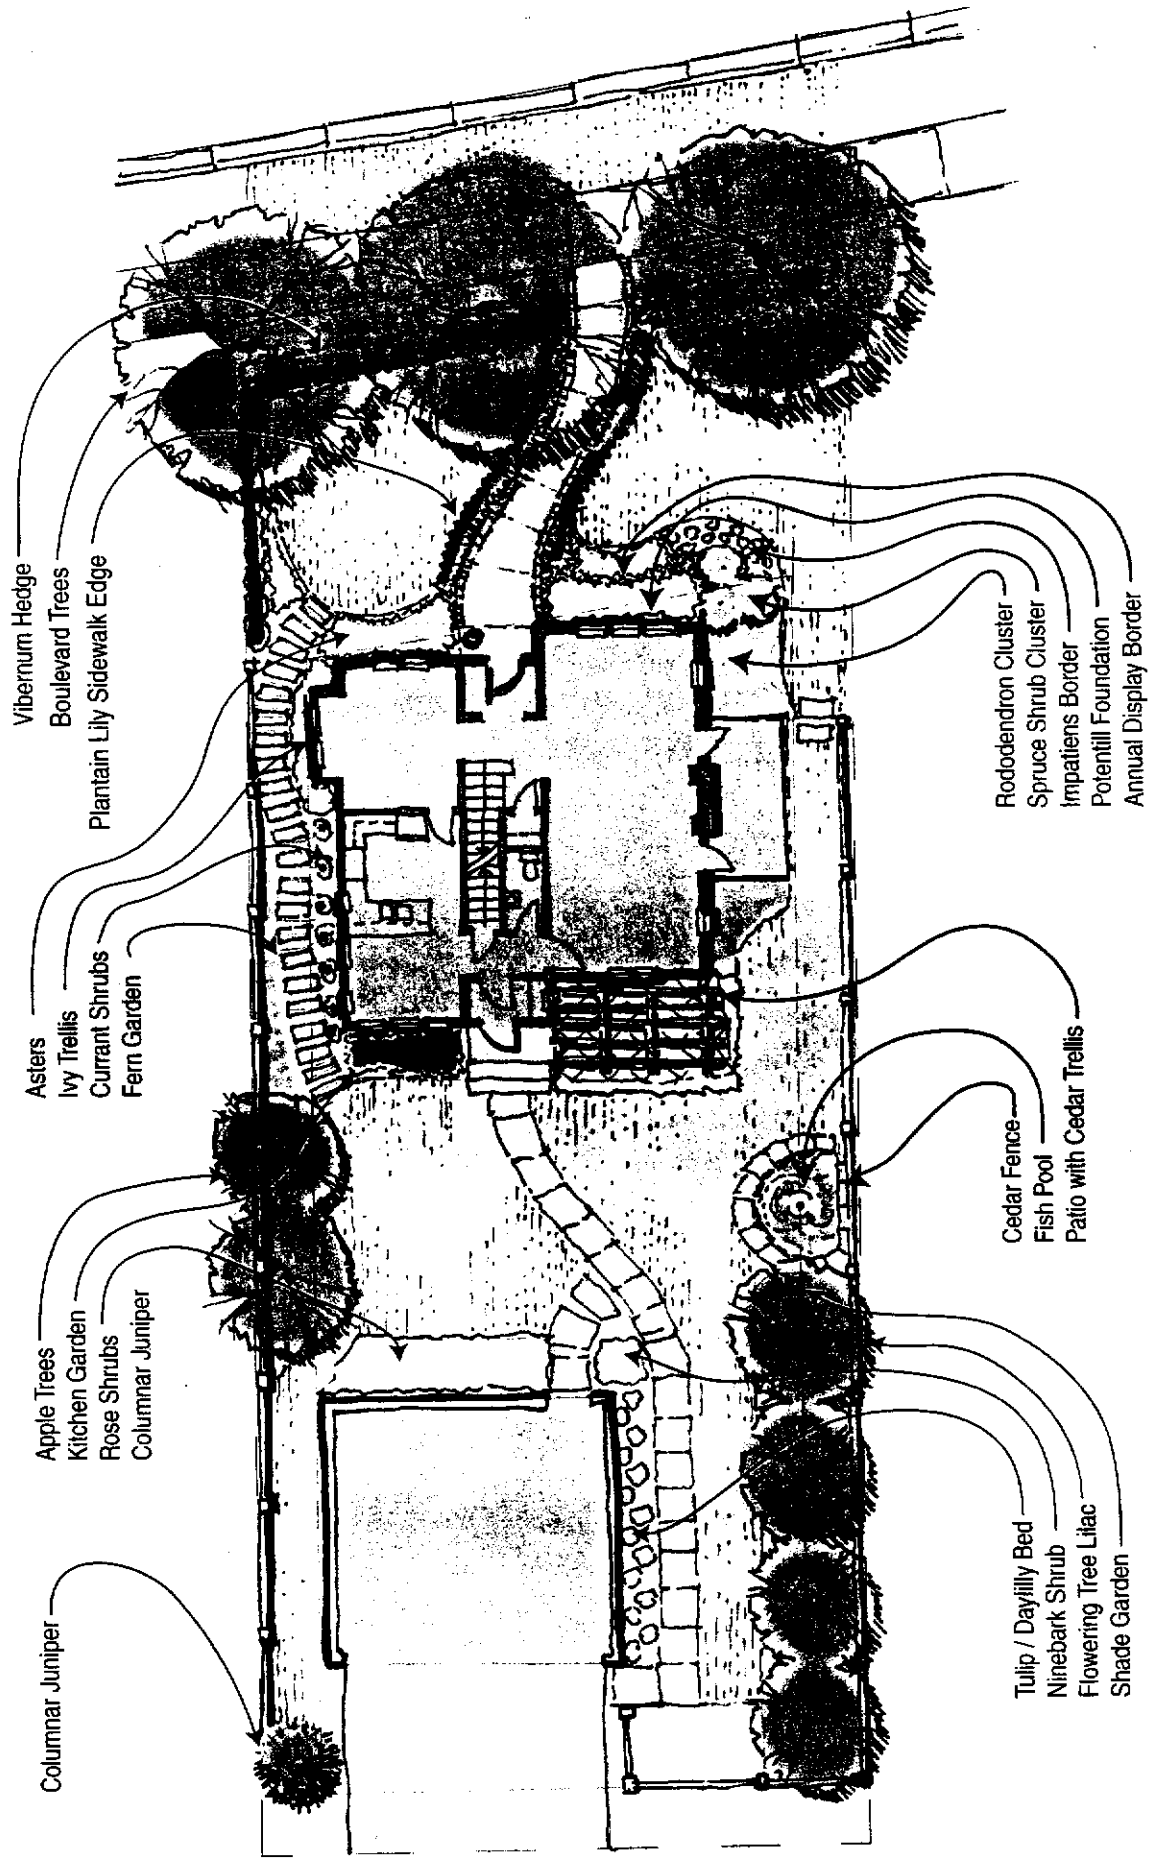 Columnar Juniper
Apple Trees
Kitchen Garden
Rose Shrubs
Columnar Juniper
Asters
Ivy Trellis
Currant Shrubs
Fern Garden
Vibernum Hedge
Boulevard Trees
Plantain Lily Sidewalk Edge
Tulip / Daylilly Bed
Ninebark Shrub
Flowering Tree Lilac
Shade Garden
Cedar Fence
Fish Pool
Patio with Cedar Trellis
Rododendron Cluster
Spruce Shrub Cluster
Impatiens Border
Potentill Foundation
Annual Display Border